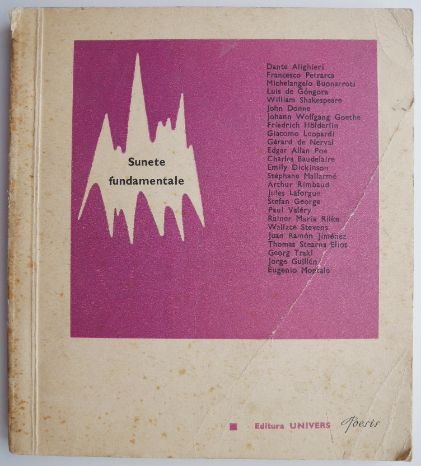 Sunete
fundamentale
Dante Alighieri
Francesco Petrarca
Michelangelo Buonarroti
Luis de Góngora
William Shakespeare
John Donne
Johann Wolfgang Goethe
Friedrich Hölderlin
Giacomo Leopardi
Gérard de Nerval
Edgar Allan Poe
Charles Baudelaire
Emily Dickinson
Stéphane Mallarmé
Arthur Rimbaud
Jules Laforgue
Stefan George
Paul Valéry
Rainer Maria Rilke
Wallace Stevens
Juan Ramón Jiménez
Thomas Stearns Eliot
Georg Trakl
Jorge Guillén
Eugenio Montale
Editura UNIVERS Poesis